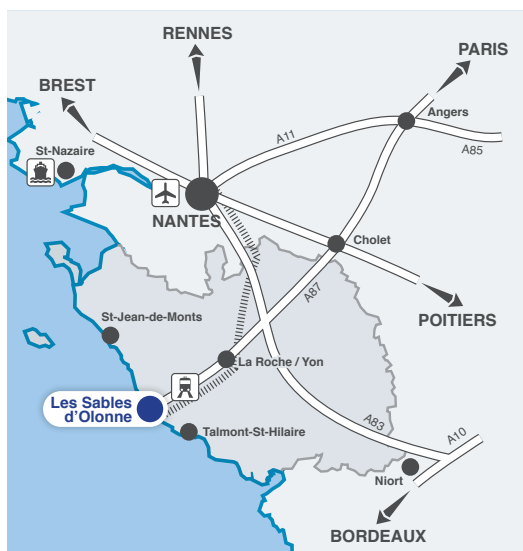 RENNES
PARIS
BREST
Angers
St-Nazaire
A11
A85
NANTES
Cholet
A87
St-Jean-de-Monts
POITIERS
La Roche / Yon
Les Sables
d'Olonne
Talmont-St-Hilaire
A83
A10
Niort
BORDEAUX